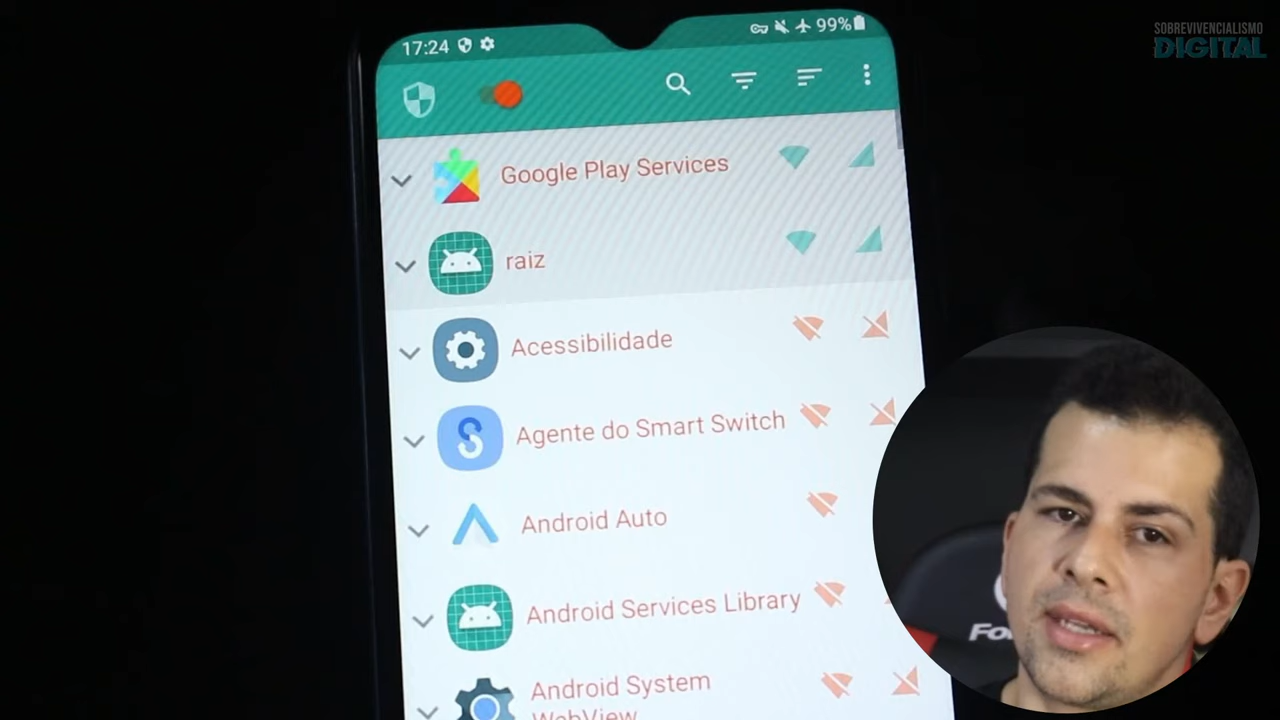 SOBREVIVENCIALISMO
DIGITAL
17:24
99%
Google Play Services
raiz
Acessibilidade
Agente do Smart Switch
Android Auto
Android Services Library
Android System
WebView